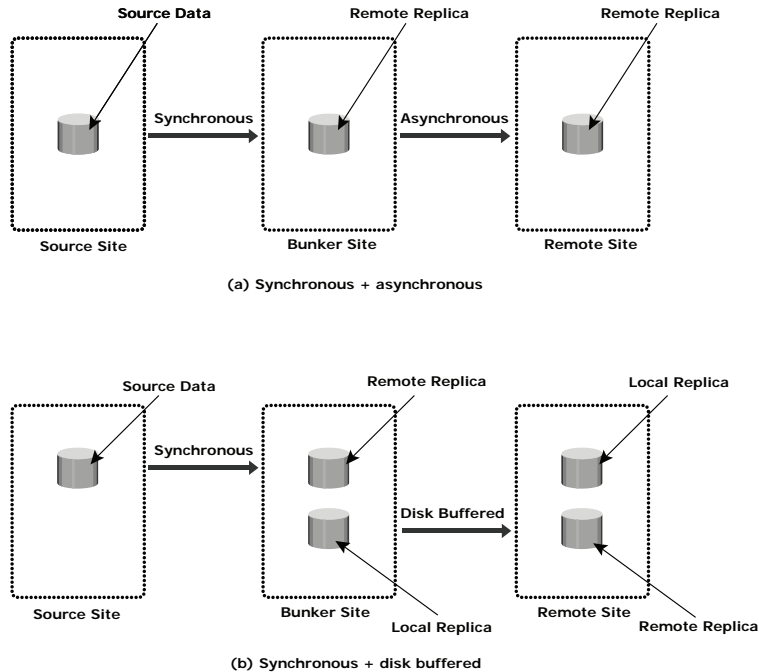 Source Data
Remote Replica
Remote Replica
Synchronous
Asynchronous
Source Site
Bunker Site
Remote Site
(a) Synchronous + asynchronous
Source Data
Remote Replica
Local Replica
Synchronous
Disk Buffered
Source Site
Bunker Site
Remote Site
Local Replica
Remote Replica
(b) Synchronous + disk buffered